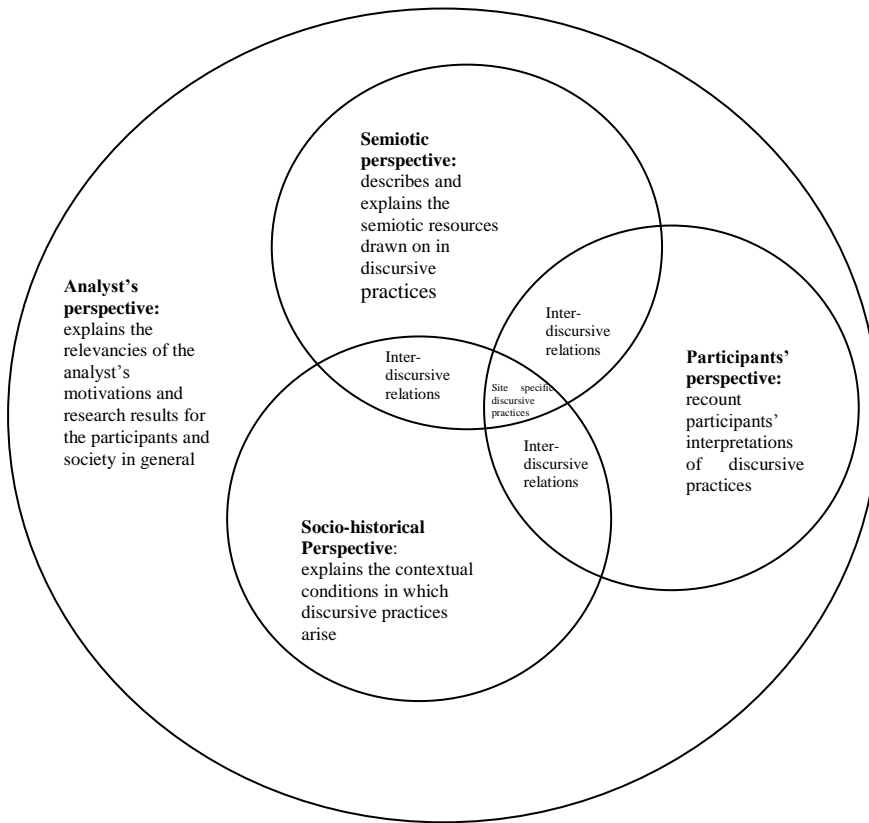 Semiotic
perspective:
describes and
explains the
semiotic resources
drawn on in
discursive
practices
Analyst’s
perspective:
explains the
relevancies of the
analyst’s
motivations and
research results for
the participants and
society in general
Inter-
discursive
relations
Inter-
discursive
relations
Site specific
discursive
practices
Participants’
perspective:
recount
participants’
interpretations
of discursive
practices
Inter-
discursive
relations
Socio-historical
Perspective:
explains the contextual
conditions in which
discursive practices
arise